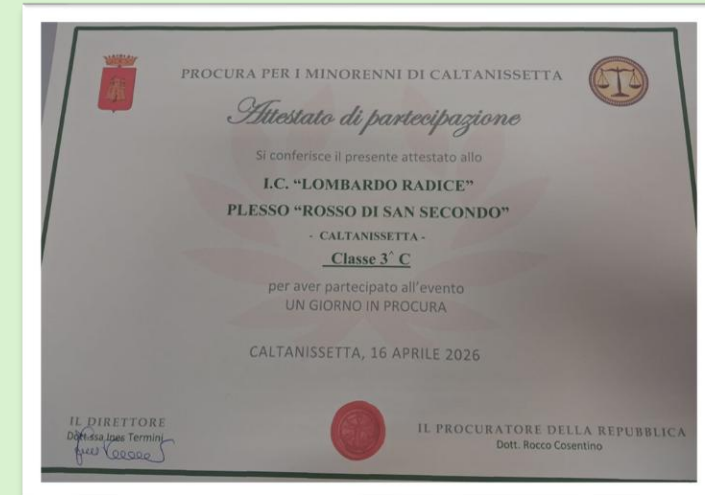 PROCURA PER I MINORENNI DI CALTANISSETTA
Attestato di partecipazione
Si conferisce il presente attestato allo
I.C. “LOMBARDO RADICE”
PLESSO “ROSSO DI SAN SECONDO”
- CALTANISSETTA -
Classe 3^ C
per aver partecipato all’evento
UN GIORNO IN PROCURA
CALTANISSETTA, 16 APRILE 2026
IL DIRETTORE
Dott.ssa Ines Termini
IL PROCURATORE DELLA REPUBBLICA
Dott. Rocco Cosentino